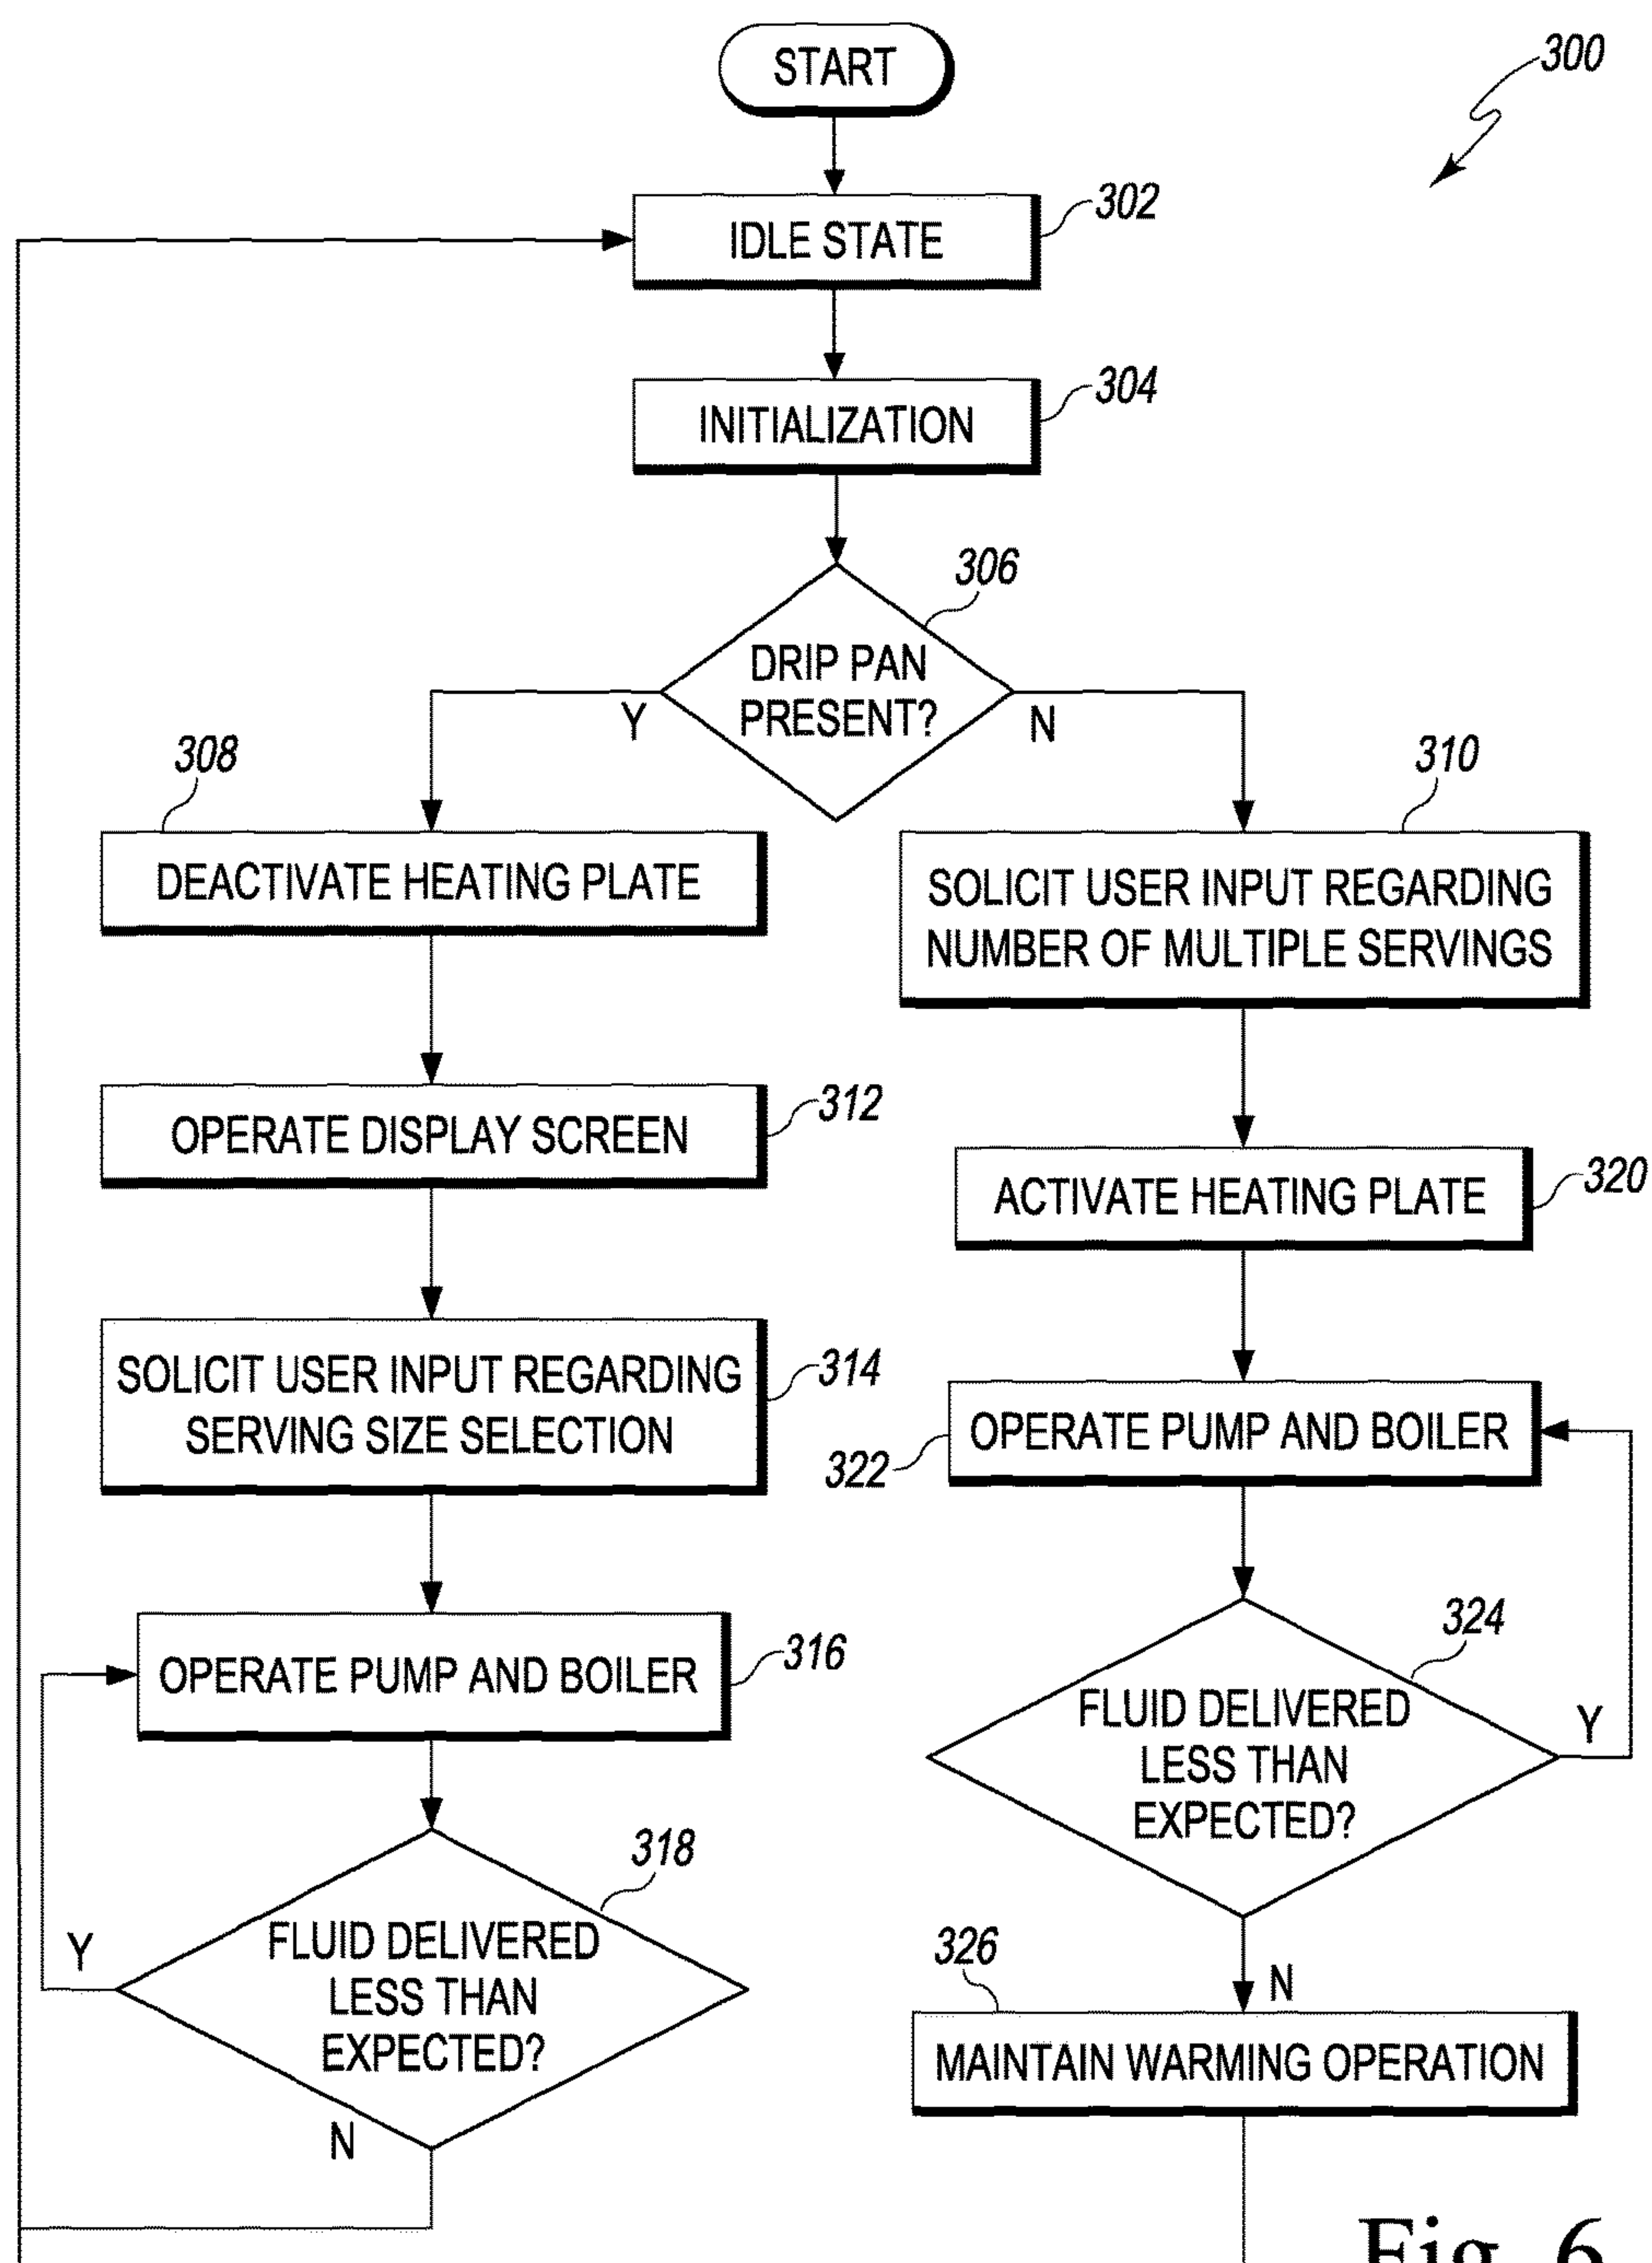 START
300
302
IDLE STATE
304
INITIALIZATION
306
DRIP PAN
PRESENT?
Y
N
308
DEACTIVATE HEATING PLATE
310
SOLICIT USER INPUT REGARDING
NUMBER OF MULTIPLE SERVINGS
312
OPERATE DISPLAY SCREEN
320
ACTIVATE HEATING PLATE
314
SOLICIT USER INPUT REGARDING
SERVING SIZE SELECTION
322
OPERATE PUMP AND BOILER
316
OPERATE PUMP AND BOILER
324
FLUID DELIVERED
LESS THAN
EXPECTED?
Y
N
318
FLUID DELIVERED
LESS THAN
EXPECTED?
Y
N
326
MAINTAIN WARMING OPERATION
Fig. 6